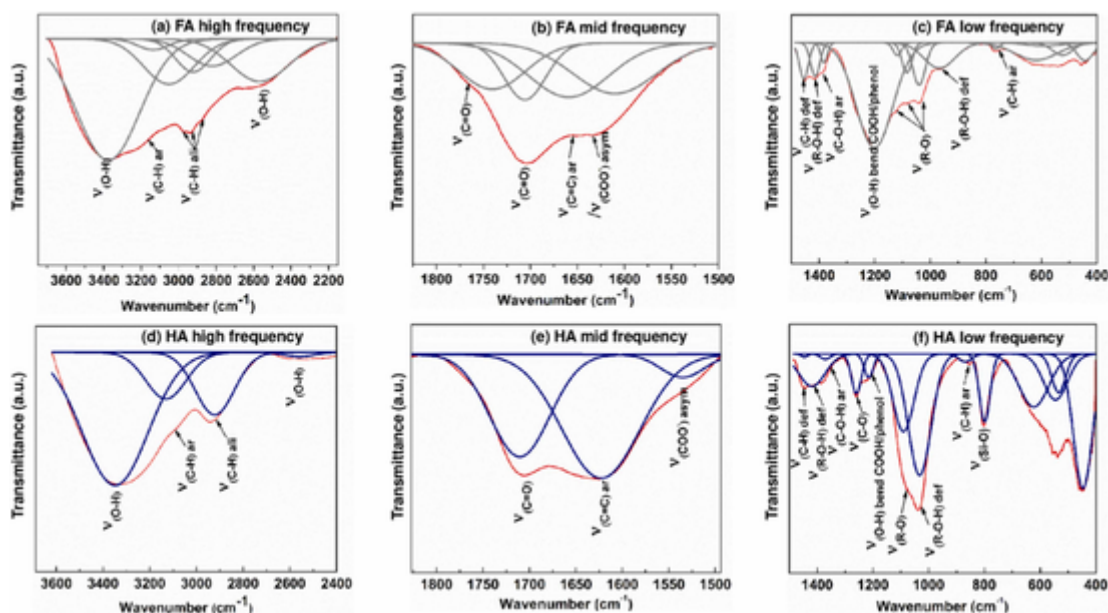 (a) FA high frequency
Transmittance (a.u.)
ν(O-H)
ν(C-H) ar
ν(C-H) ali
ν(O-H)
3600 3400 3200 3000 2800 2600 2400 2200
Wavenumber (cm-1)
(b) FA mid frequency
Transmittance (a.u.)
ν(C=O)
ν(C=O)
ν(C=C) ar
/ν(COO-) asym
1800 1750 1700 1650 1600 1550 1500
Wavenumber (cm-1)
(c) FA low frequency
Transmittance (a.u.)
ν(C-H) def
ν(R-O-H) def
ν(C-O-H) ar
ν(O-H) bend COOH/phenol
ν(R-O)
ν(R-O-H) def
ν(C-H) ar
1400 1200 1000 800 600 400
Wavenumber (cm-1)
(d) HA high frequency
Transmittance (a.u.)
ν(O-H)
ν(C-H) ar
ν(C-H) ali
ν(O-H)
3600 3400 3200 3000 2800 2600 2400
Wavenumber (cm-1)
(e) HA mid frequency
Transmittance (a.u.)
ν(C=O)
ν(C=C) ar
ν(COO-) asym
1800 1750 1700 1650 1600 1550 1500
Wavenumber (cm-1)
(f) HA low frequency
Transmittance (a.u.)
ν(C-H) def
ν(R-O-H) def
ν(C-O-H) ar
ν(C-O)
ν(O-H) bend COOH/phenol
ν(R-O)
ν(R-O-H) def
ν(C-H) ar
ν(Si-O)
1400 1200 1000 800 600 400
Wavenumber (cm-1)